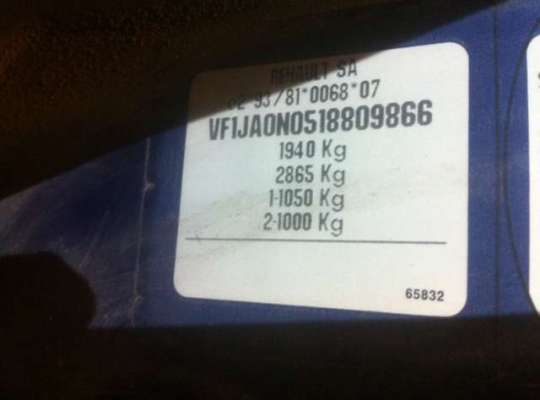 RENAULT SA
e2*93/81*0068*07
VF1JA0N0518809866
1940 Kg
2865 Kg
1-1050 Kg
2-1000 Kg
65832